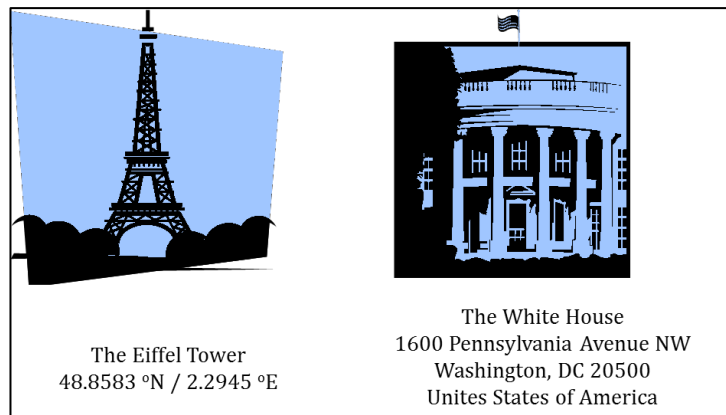 The Eiffel Tower
48.8583 ºN / 2.2945 ºE
The White House
1600 Pennsylvania Avenue NW
Washington, DC 20500
Unites States of America